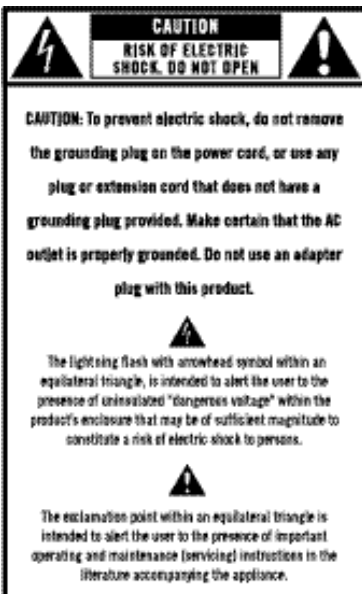 CAUTION
RISK OF ELECTRIC
SHOCK. DO NOT OPEN
CAUTION: To prevent electric shock, do not remove
the grounding plug on the power cord, or use any
plug or extension cord that does not have a
grounding plug provided. Make certain that the AC
outlet is properly grounded. Do not use an adapter
plug with this product.
The lightning flash with arrowhead symbol within an
equilateral triangle, is intended to alert the user to the
presence of uninsulated "dangerous voltage" within the
product's enclosure that may be of sufficient magnitude to
constitute a risk of electric shock to persons.
The exclamation point within an equilateral triangle is
intended to alert the user to the presence of important
operating and maintenance (servicing) instructions in the
literature accompanying the appliance.